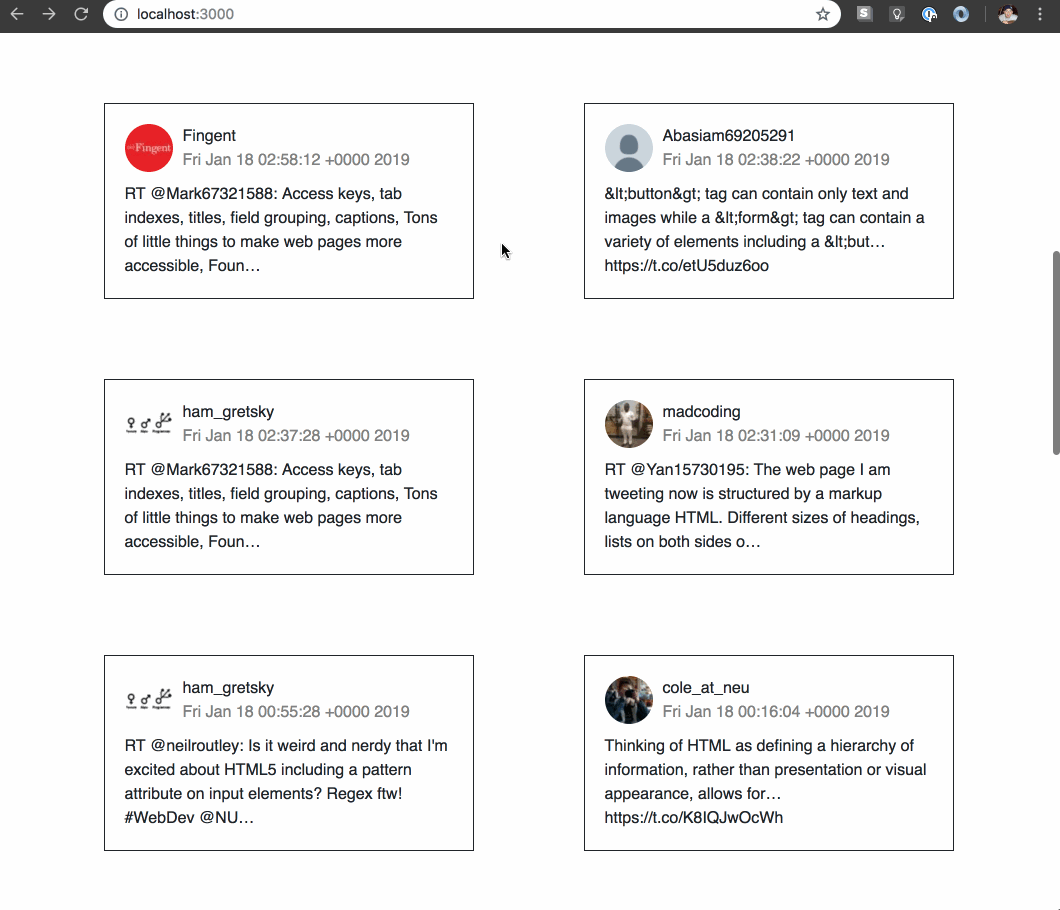 localhost:3000
S
Fingent
Fingent
Fri Jan 18 02:58:12 +0000 2019
RT @Mark67321588: Access keys, tab
indexes, titles, field grouping, captions, Tons
of little things to make web pages more
accessible, Foun…
Abasiam69205291
Fri Jan 18 02:38:22 +0000 2019
&lt;button&gt; tag can contain only text and
images while a &lt;form&gt; tag can contain a
variety of elements including a &lt;but…
https://t.co/etU5duz6oo
ham_gretsky
Fri Jan 18 02:37:28 +0000 2019
RT @Mark67321588: Access keys, tab
indexes, titles, field grouping, captions, Tons
of little things to make web pages more
accessible, Foun…
madcoding
Fri Jan 18 02:31:09 +0000 2019
RT @Yan15730195: The web page I am
tweeting now is structured by a markup
language HTML. Different sizes of headings,
lists on both sides o…
ham_gretsky
Fri Jan 18 00:55:28 +0000 2019
RT @neilroutley: Is it weird and nerdy that I'm
excited about HTML5 including a pattern
attribute on input elements? Regex ftw!
#WebDev @NU…
cole_at_neu
Fri Jan 18 00:16:04 +0000 2019
Thinking of HTML as defining a hierarchy of
information, rather than presentation or visual
appearance, allows for…
https://t.co/K8IQJwOcWh